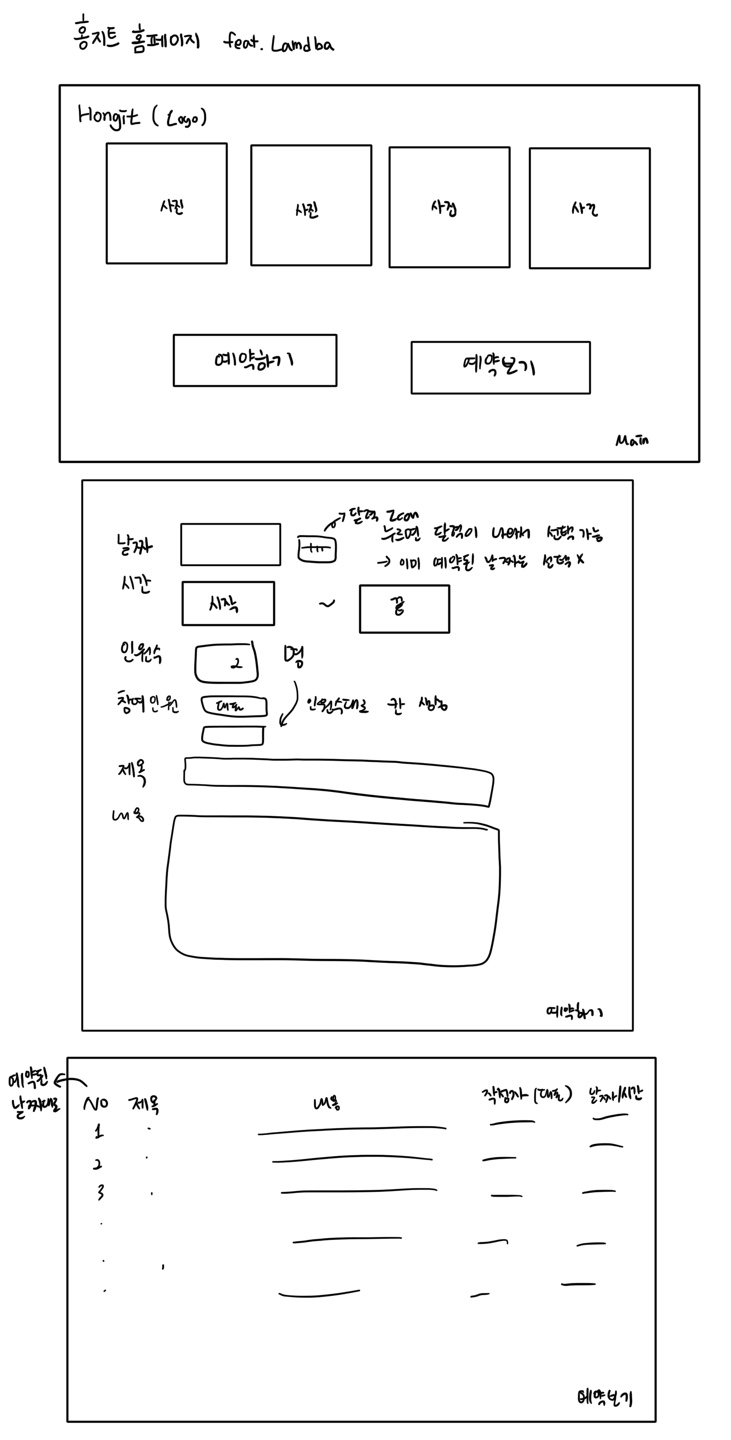 홍지트 홈페이지 feat. Lamdba
Hongit (Logo)
사진 사진 사진 사진
예약하기 예약보기
Main
날짜 → 달력 Icon
누르면 달력이 나와서 선택 가능
→ 이미 예약된 날짜는 선택 X
시간 시작 ~ 끝
인원수 2 명
참여인원 대표 인원수대로 칸 생성
제목
내용
예약하기
예약된
날짜대로
NO 제목 내용 작성자 (대표) 날짜/시간
1
2
3
예약보기